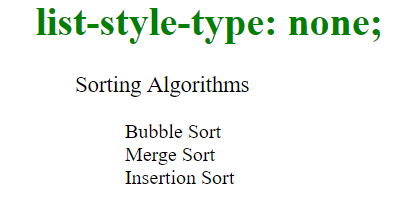 list-style-type: none;
Sorting Algorithms
Bubble Sort
Merge Sort
Insertion Sort